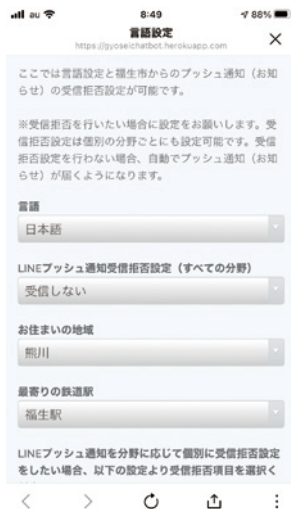 au
8:49
88%
言語設定
https://gyoseichatbot.herokuapp.com
ここでは言語設定と福生市からのプッシュ通知（お知
らせ）の受信拒否設定が可能です。
※受信拒否を行いたい場合に設定をお願いします。受
信拒否設定は個別の分野ごとにも設定可能です。受信
拒否設定を行わない場合、自動でプッシュ通知（お知
らせ）が届くようになります。
言語
日本語
LINEプッシュ通知受信拒否設定（すべての分野）
受信しない
お住まいの地域
熊川
最寄りの鉄道駅
福生駅
LINEプッシュ通知を分野に応じて個別に受信拒否設定
をしたい場合、以下の設定より受信拒否項目を選択く